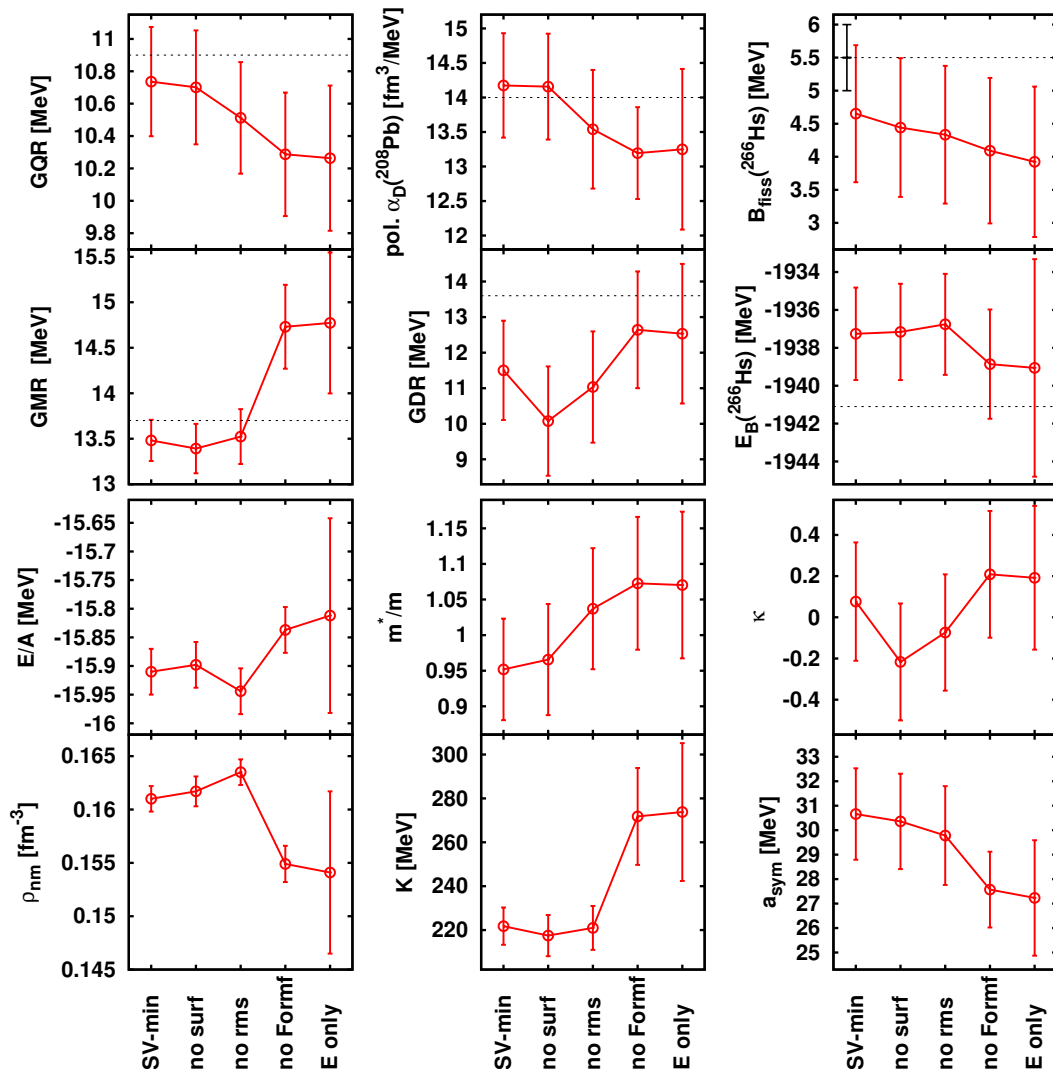 GQR [MeV]
11
10.8
10.6
10.4
10.2
10
9.8
pol. α_D(^208Pb) [fm^3/MeV]
15
14.5
14
13.5
13
12.5
12
B_fiss(^266Hs) [MeV]
6
5.5
5
4.5
4
3.5
3
GMR [MeV]
15.5
15
14.5
14
13.5
13
GDR [MeV]
14
13
12
11
10
9
E_B(^266Hs) [MeV]
-1934
-1936
-1938
-1940
-1942
-1944
E/A [MeV]
-15.65
-15.7
-15.75
-15.8
-15.85
-15.9
-15.95
-16
m^*/m
1.15
1.1
1.05
1
0.95
0.9
κ
0.4
0.2
0
-0.2
-0.4
ρ_nm [fm^-3]
0.165
0.16
0.155
0.15
0.145
K [MeV]
300
280
260
240
220
a_sym [MeV]
33
32
31
30
29
28
27
26
25
SV-min
no surf
no rms
no Formf
E only
SV-min
no surf
no rms
no Formf
E only
SV-min
no surf
no rms
no Formf
E only